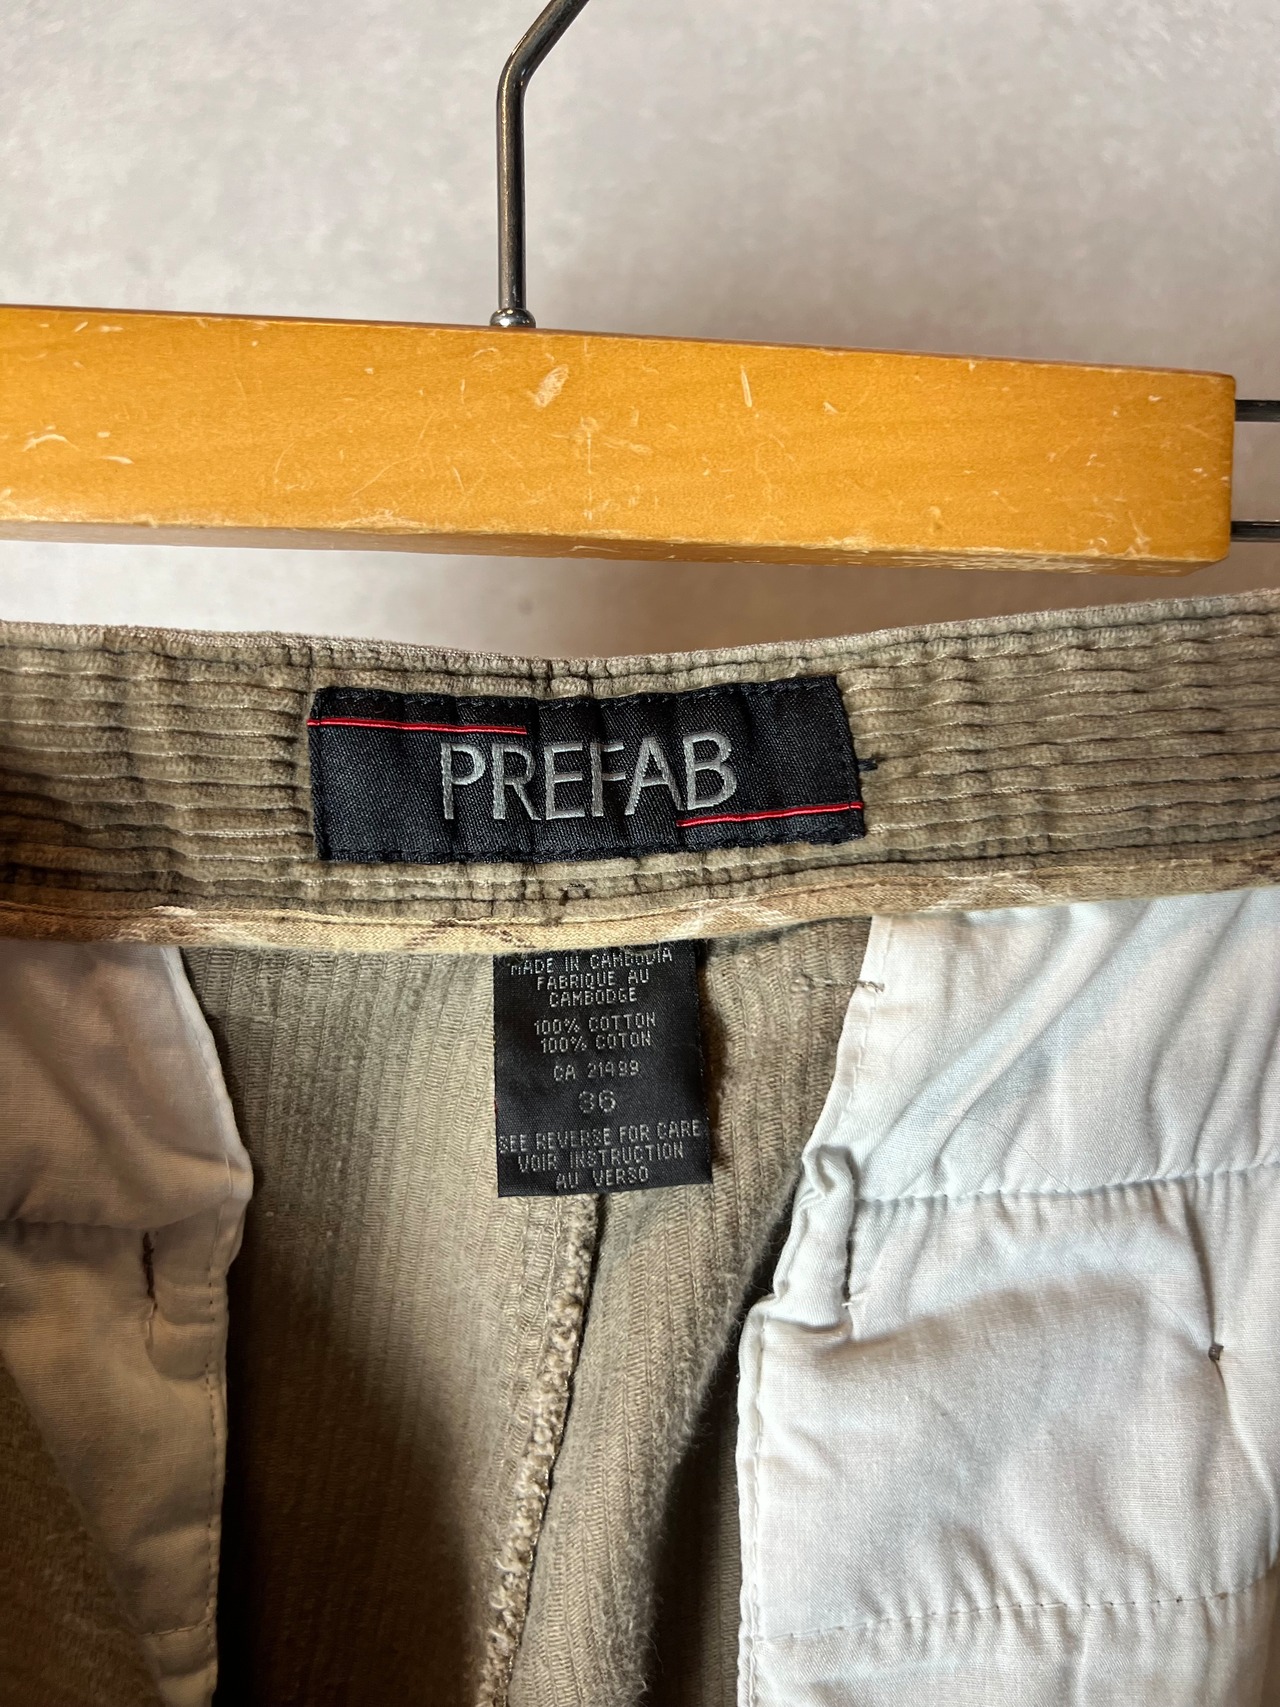 PREFAB
MADE IN CAMBODIA
FABRIQUE AU
CAMBODGE
100% COTTON
100% COTON
CA 21499
36
SEE REVERSE FOR CARE
VOIR INSTRUCTION
AU VERSO